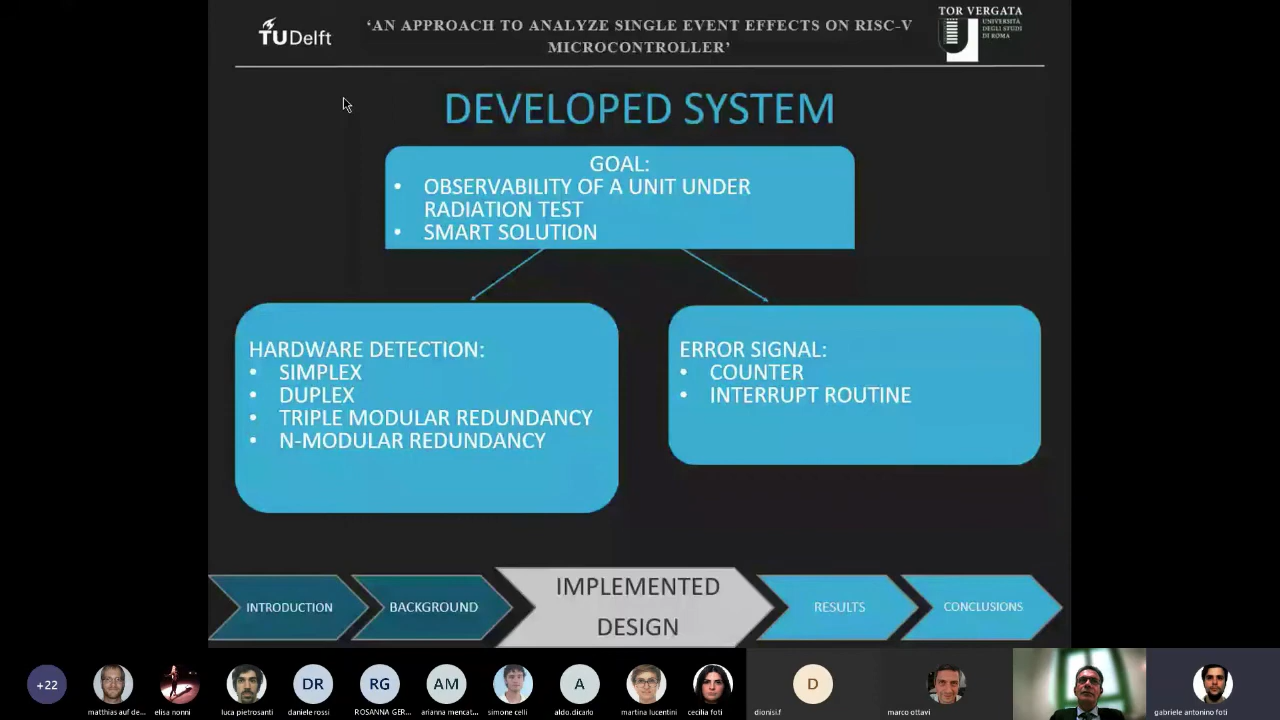 TUDelft
‘AN APPROACH TO ANALYZE SINGLE EVENT EFFECTS ON RISC-V
MICROCONTROLLER’
TOR VERGATA
UNIVERSITÀ
DEGLI STUDI
DI ROMA
DEVELOPED SYSTEM
GOAL:
• OBSERVABILITY OF A UNIT UNDER
RADIATION TEST
• SMART SOLUTION
HARDWARE DETECTION:
• SIMPLEX
• DUPLEX
• TRIPLE MODULAR REDUNDANCY
• N-MODULAR REDUNDANCY
ERROR SIGNAL:
• COUNTER
• INTERRUPT ROUTINE
INTRODUCTION
BACKGROUND
IMPLEMENTED
DESIGN
RESULTS
CONCLUSIONS
+22
matthias auf de...
elisa nonni
luca pietrosanti
DR
daniele rossi
RG
ROSANNA GER...
AM
arianna mencat...
simone celli
A
aldo.dicarlo
martina lucentini
cecilia foti
D
dionisi.f
marco ottavi
gabriele antonino foti